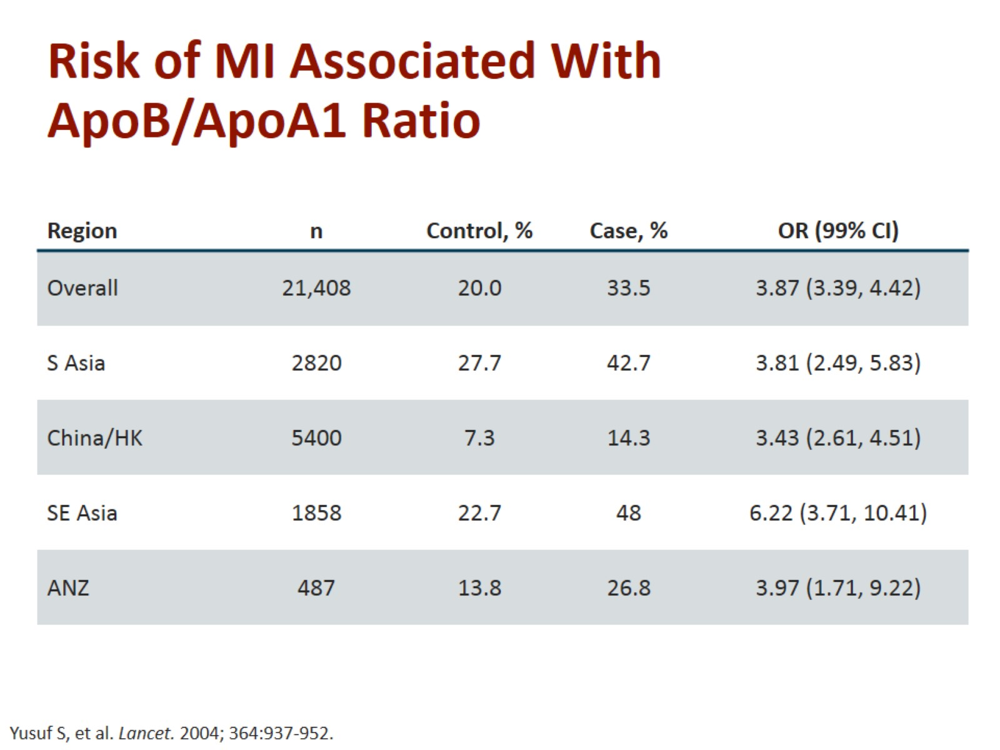 Risk of MI Associated With
ApoB/ApoA1 Ratio
Region n Control, % Case, % OR (99% CI)
Overall 21,408 20.0 33.5 3.87 (3.39, 4.42)
S Asia 2820 27.7 42.7 3.81 (2.49, 5.83)
China/HK 5400 7.3 14.3 3.43 (2.61, 4.51)
SE Asia 1858 22.7 48 6.22 (3.71, 10.41)
ANZ 487 13.8 26.8 3.97 (1.71, 9.22)
Yusuf S, et al. Lancet. 2004; 364:937-952.